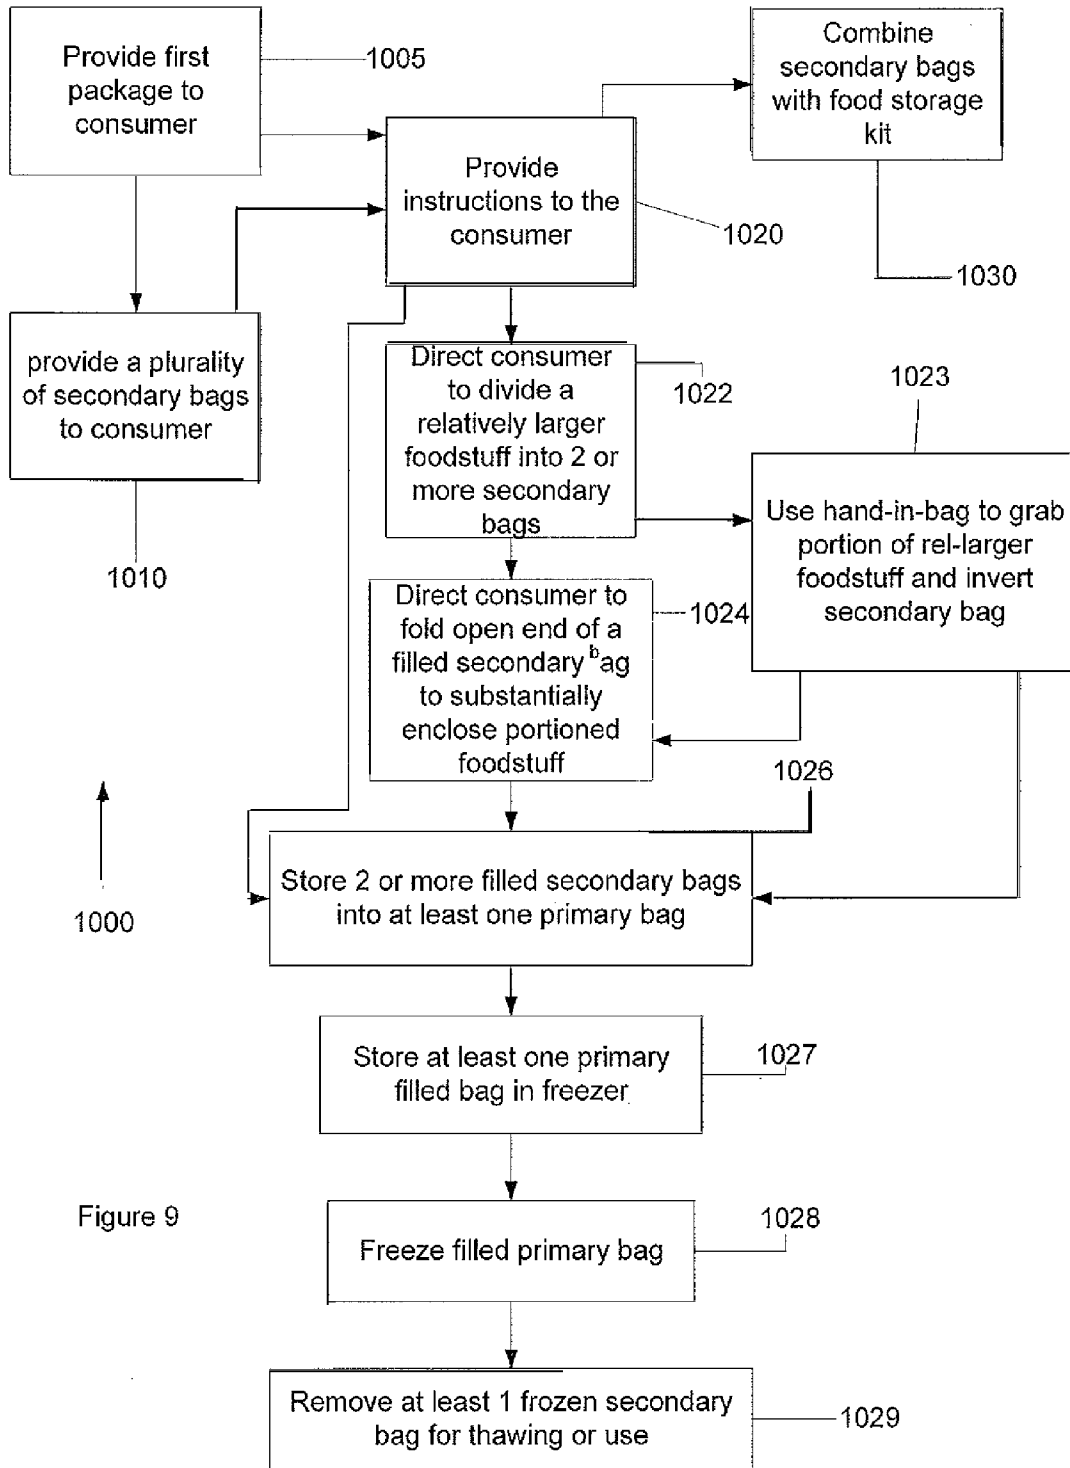 Provide first
package to
consumer
1005
Combine
secondary bags
with food storage
kit
1030
Provide
instructions to the
consumer
1020
provide a plurality
of secondary bags
to consumer
1010
Direct consumer
to divide a
relatively larger
foodstuff into 2 or
more secondary
bags
1022
1023
Use hand-in-bag to grab
portion of rel-larger
foodstuff and invert
secondary bag
Direct consumer to
fold open end of a
filled secondary bag
to substantially
enclose portioned
foodstuff
1024
1026
1000
Store 2 or more filled secondary bags
into at least one primary bag
Store at least one primary
filled bag in freezer
1027
Figure 9
Freeze filled primary bag
1028
Remove at least 1 frozen secondary
bag for thawing or use
1029